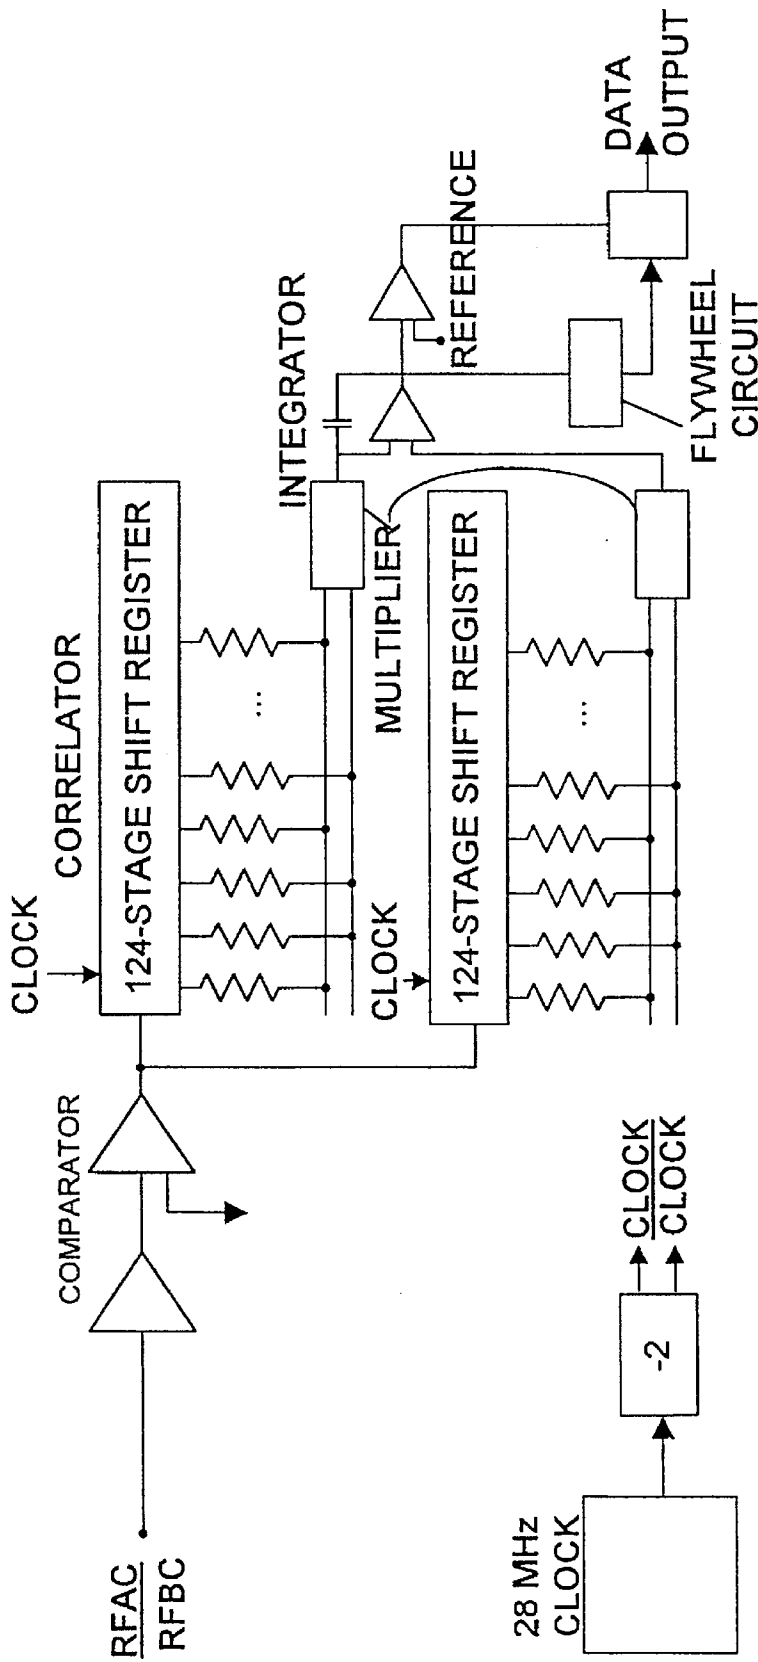 RFAC
RFBC
COMPARATOR
CLOCK
CORRELATOR
124-STAGE SHIFT REGISTER
...
INTEGRATOR
MULTIPLIER
REFERENCE
CLOCK
124-STAGE SHIFT REGISTER
...
DATA
OUTPUT
FLYWHEEL
CIRCUIT
28 MHz
CLOCK
-2
CLOCK
CLOCK